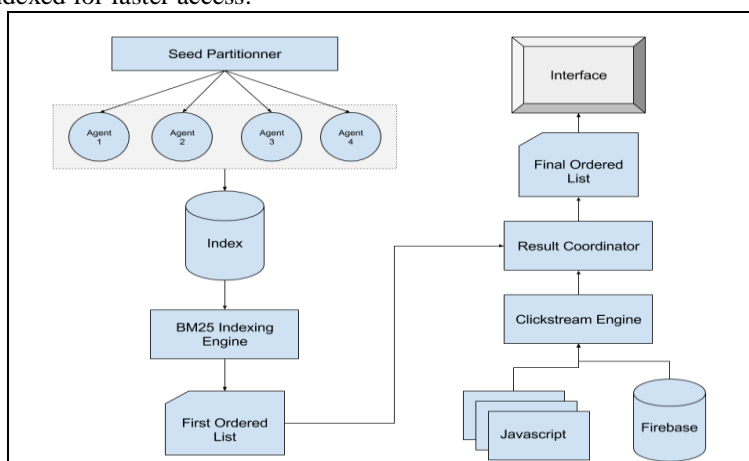 ndexed for faster access.
Seed Partitionner
Agent
1
Agent
2
Agent
3
Agent
4
Index
BM25 Indexing
Engine
First Ordered
List
Interface
Final Ordered
List
Result Coordinator
Clickstream Engine
Javascript
Firebase